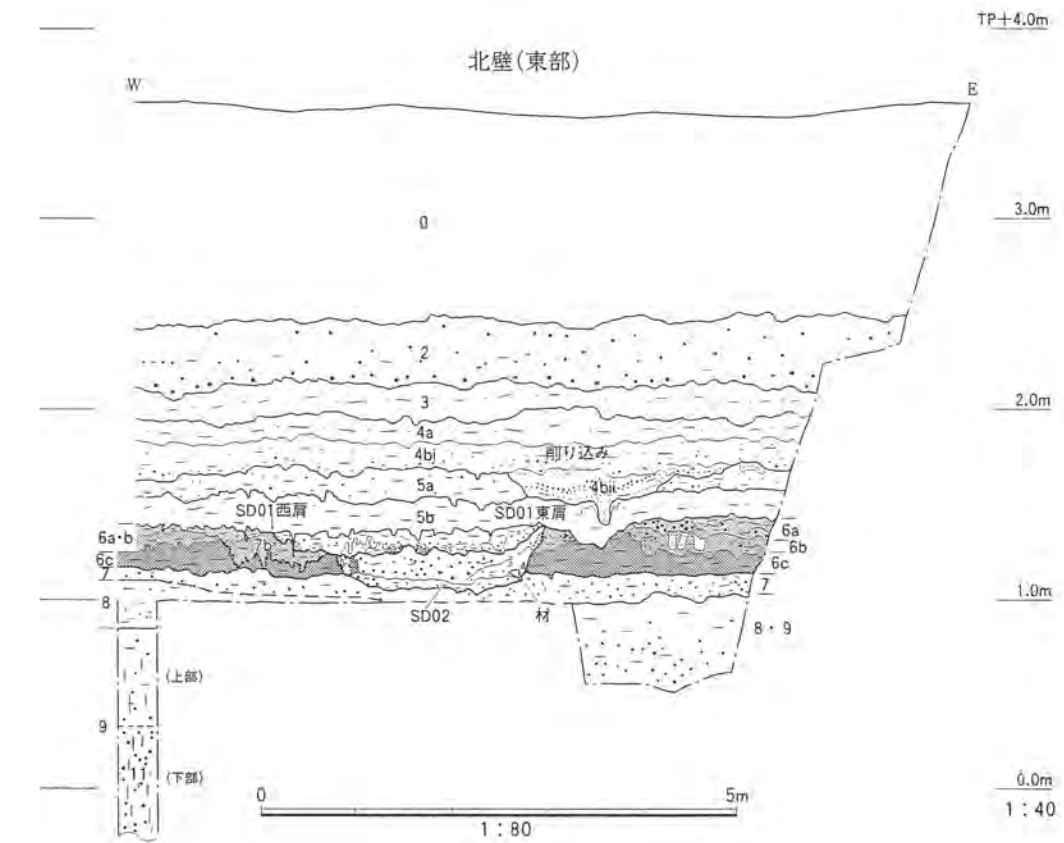 TP+4.0m
北壁(東部)
W
E
3.0m
0
2
2.0m
3
4a
4bi
削り込み
4bii
5a
5b
SD01西肩
SD01東肩
6a・b
6a
6b
6c
6c
7
7
8
SD02
材
1.0m
8・9
(上部)
9
(下部)
0.0m
0
5m
1:80
1:40